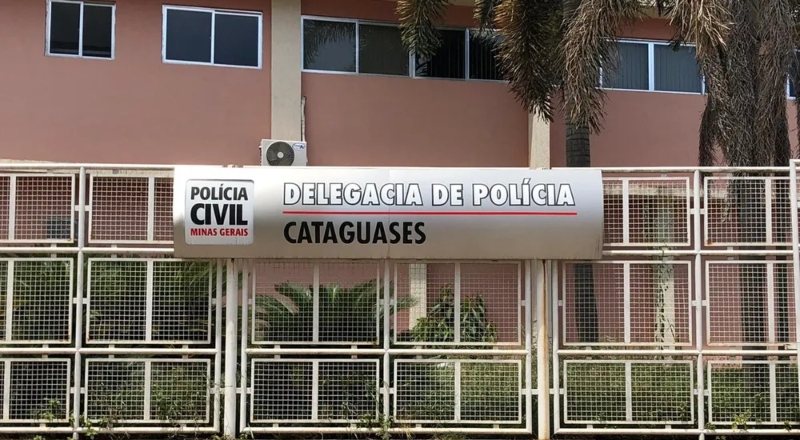 POLÍCIA
CIVIL
MINAS GERAIS
DELEGACIA DE POLÍCIA
CATAGUASES